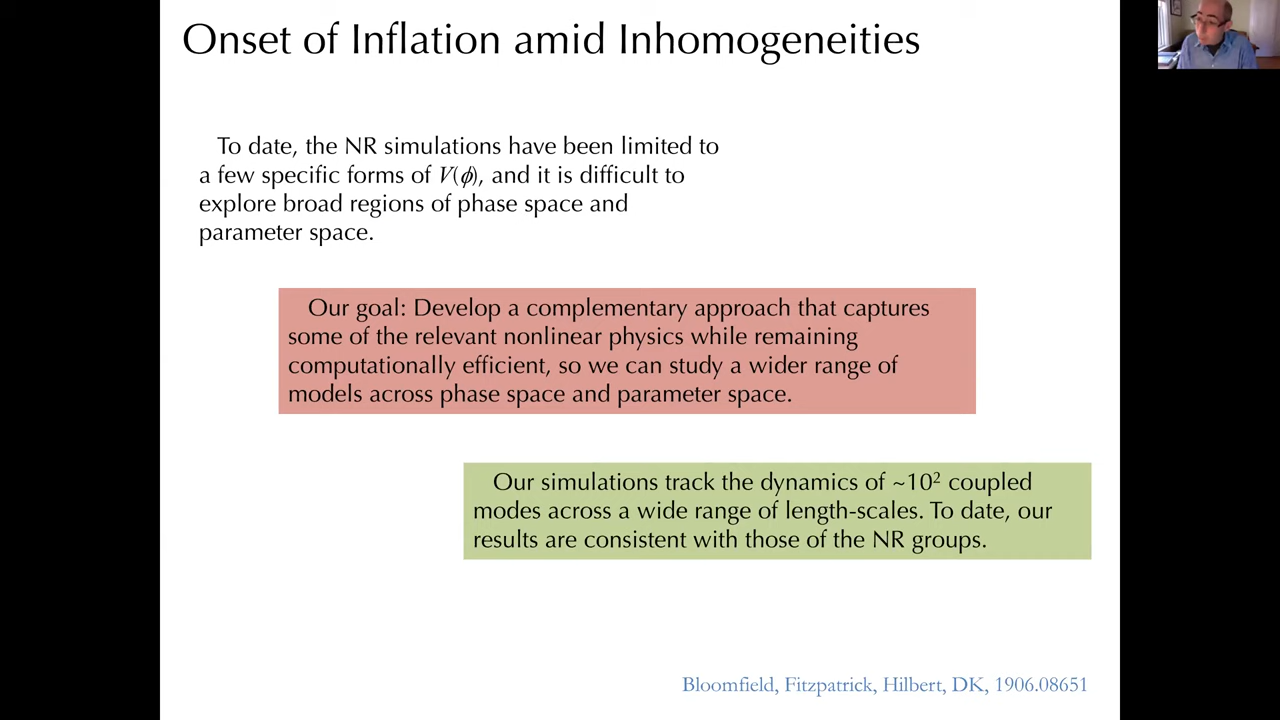 Onset of Inflation amid Inhomogeneities
To date, the NR simulations have been limited to
a few specific forms of V(ϕ), and it is difficult to
explore broad regions of phase space and
parameter space.
Our goal: Develop a complementary approach that captures
some of the relevant nonlinear physics while remaining
computationally efficient, so we can study a wider range of
models across phase space and parameter space.
Our simulations track the dynamics of ~10² coupled
modes across a wide range of length-scales. To date, our
results are consistent with those of the NR groups.
Bloomfield, Fitzpatrick, Hilbert, DK, 1906.08651